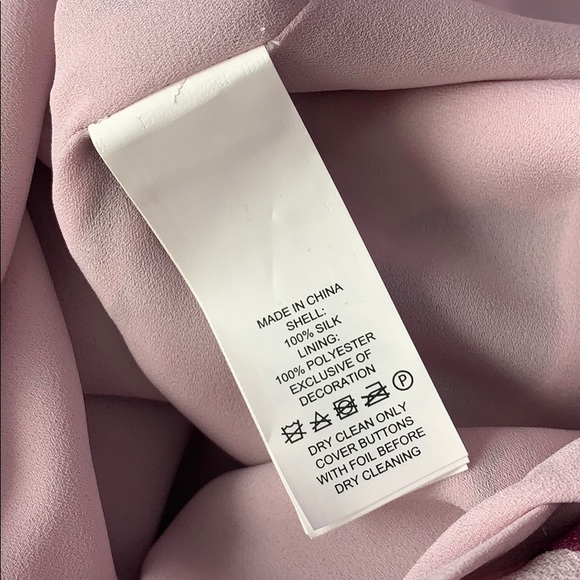 MADE IN CHINA
SHELL:
100% SILK
LINING:
100% POLYESTER
EXCLUSIVE OF
DECORATION
P
DRY CLEAN ONLY
COVER BUTTONS
WITH FOIL BEFORE
DRY CLEANING